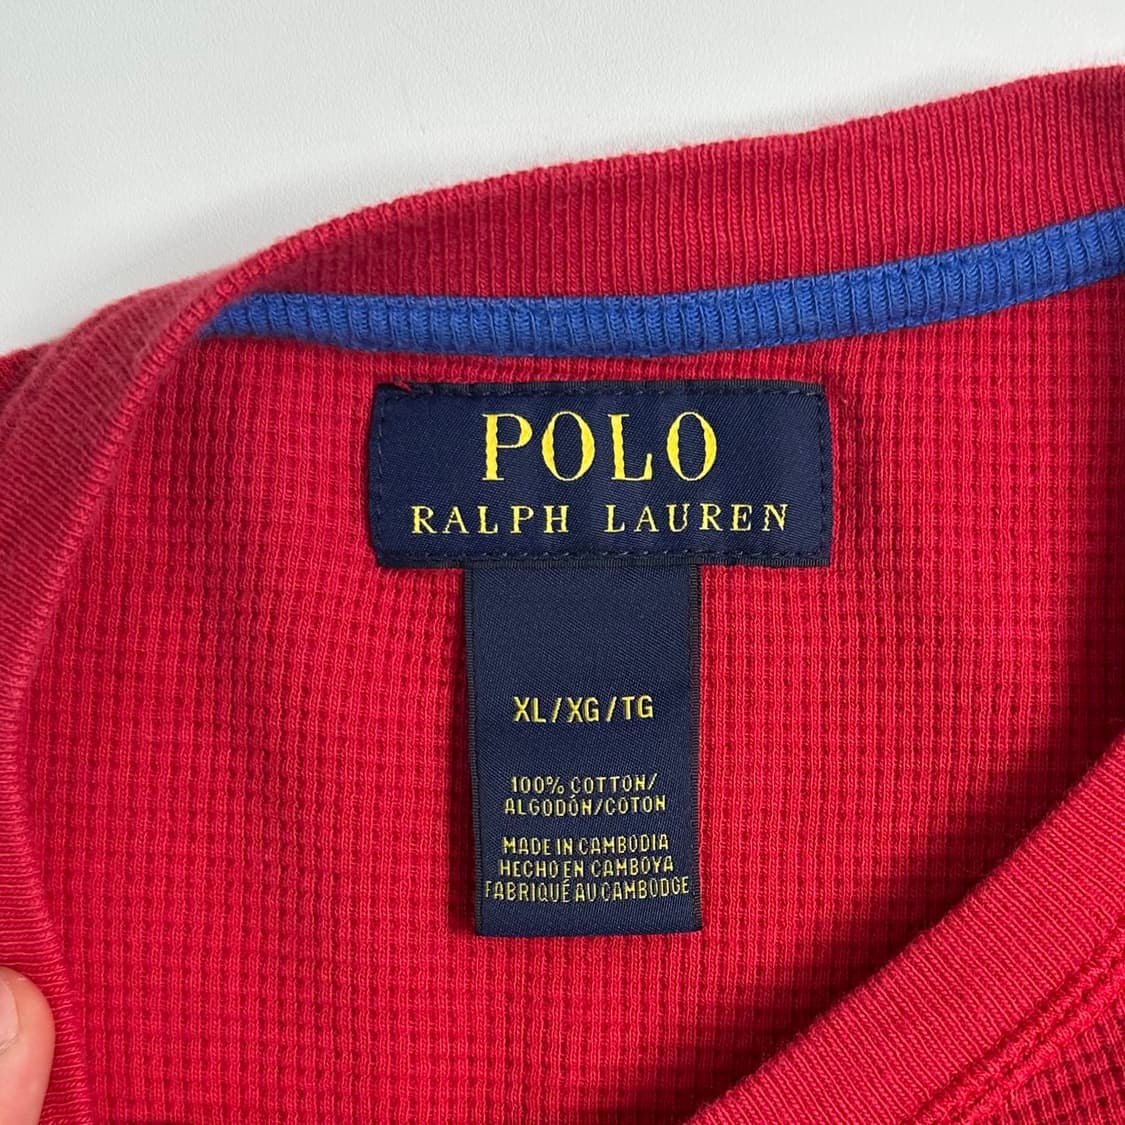 POLO
RALPH LAUREN
XL/XG/TG
100% COTTON/
ALGODÓN/COTON
MADE IN CAMBODIA
HECHO EN CAMBOYA
FABRIQUÉ AU CAMBODGE